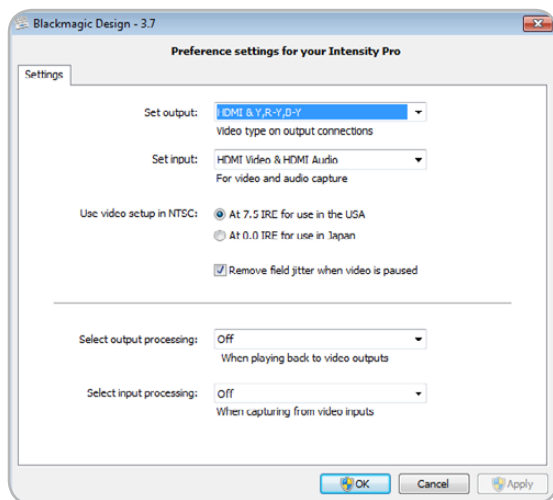 Blackmagic Design - 3.7
Preference settings for your Intensity Pro
Settings
Set output: HDMI & Y,R-Y,B-Y
Video type on output connections
Set input: HDMI Video & HDMI Audio
For video and audio capture
Use video setup in NTSC: At 7.5 IRE for use in the USA
At 0.0 IRE for use in Japan
Remove field jitter when video is paused
Select output processing: Off
When playing back to video outputs
Select input processing: Off
When capturing from video inputs
OK Cancel Apply